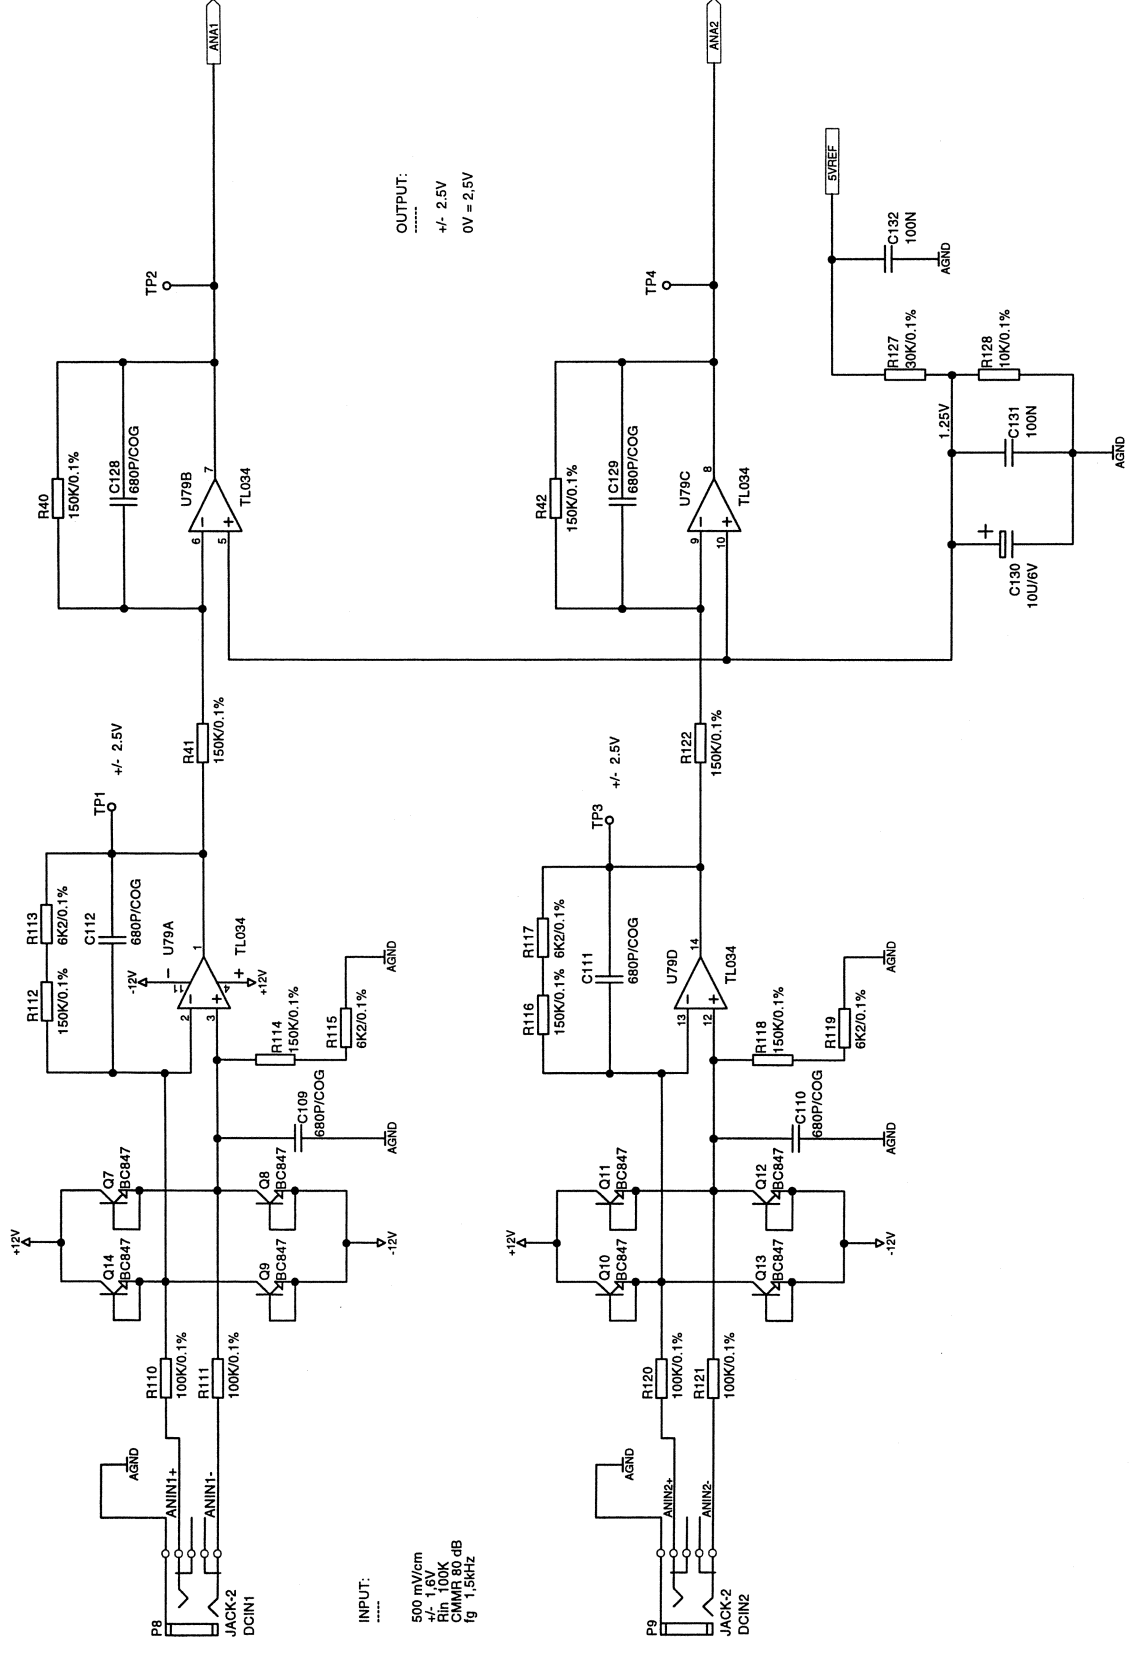 P8
JACK-2
DCIN1
AGND
ANIN1+
ANIN1-
R110
100K/0.1%
R111
100K/0.1%
+12V
Q14
BC847
Q7
BC847
Q9
BC847
Q8
BC847
-12V
C109
680P/COG
AGND
R114
150K/0.1%
R115
6K2/0.1%
AGND
R112
150K/0.1%
R113
6K2/0.1%
C112
680P/COG
-12V
11
U79A
2
3
1
4
+12V
TL034
TP1
+/- 2.5V
R41
150K/0.1%
R40
150K/0.1%
C128
680P/COG
U79B
6
5
7
TL034
TP2
ANA1
INPUT:
-----
500 mV/cm
+/- 1,6V
Rin 100K
CMMR 80 dB
fg 1,5kHz
OUTPUT:
-----
+/- 2.5V
0V = 2,5V
P9
JACK-2
DCIN2
AGND
ANIN2+
ANIN2-
R120
100K/0.1%
R121
100K/0.1%
+12V
Q10
BC847
Q11
BC847
Q13
BC847
Q12
BC847
-12V
C110
680P/COG
AGND
R118
150K/0.1%
R119
6K2/0.1%
AGND
R116
150K/0.1%
R117
6K2/0.1%
C111
680P/COG
U79D
13
12
14
TL034
TP3
+/- 2.5V
R122
150K/0.1%
R42
150K/0.1%
C129
680P/COG
U79C
9
10
8
TL034
TP4
ANA2
5VREF
C132
100N
AGND
R127
30K/0.1%
R128
10K/0.1%
1.25V
C131
100N
C130
10U/6V
AGND